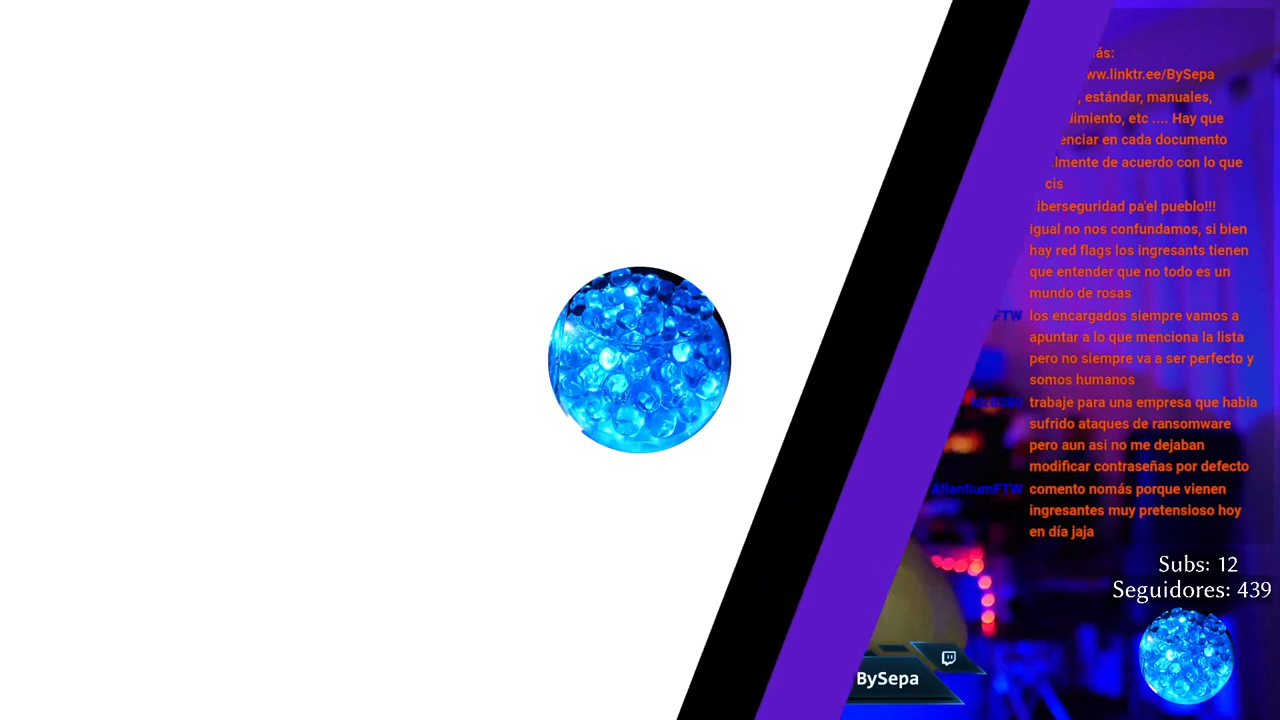 ás:
ww.linktr.ee/BySepa
, estándar, manuales,
dimiento, etc .... Hay que
enciar en cada documento
lmente de acuerdo con lo que
cis
iberseguridad pa'el pueblo!!!
igual no nos confundamos, si bien
hay red flags los ingresants tienen
que entender que no todo es un
mundo de rosas
FTW los encargados siempre vamos a
apuntar a lo que menciona la lista
pero no siempre va a ser perfecto y
somos humanos
trabaje para una empresa que habia
sufrido ataques de ransomware
pero aun asi no me dejaban
modificar contraseñas por defecto
AtlantiumFTW comento nomás porque vienen
ingresantes muy pretensioso hoy
en día jaja
Subs: 12
Seguidores: 439
BySepa